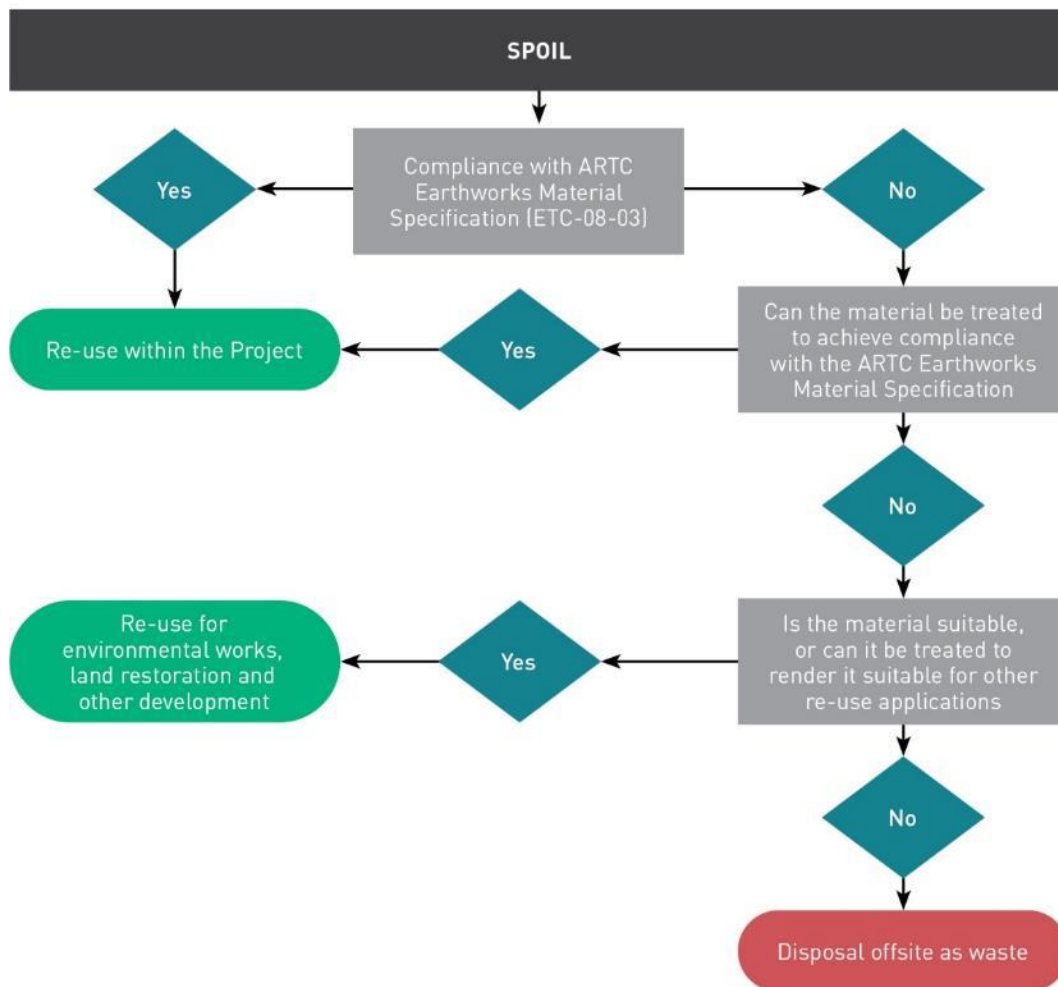 SPOIL
Compliance with ARTC
Earthworks Material
Specification (ETC-08-03)
Yes
No
Re-use within the Project
Yes
Can the material be treated
to achieve compliance
with the ARTC Earthworks
Material Specification
No
Re-use for
environmental works,
land restoration and
other development
Yes
Is the material suitable,
or can it be treated to
render it suitable for other
re-use applications
No
Disposal offsite as waste